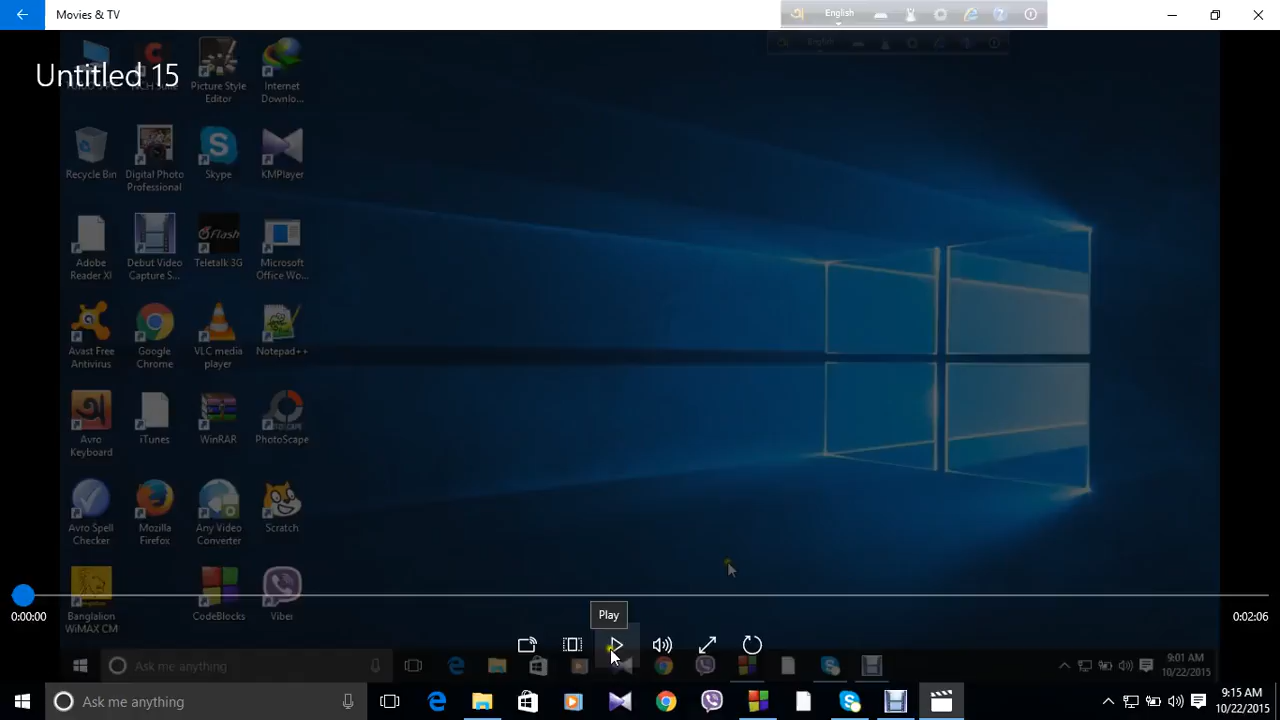 Movies & TV
English
English
Untitled 15
NCH Suite
Picture Style
Editor
Internet
Downlo...
Recycle Bin
Digital Photo
Professional
Skype
KMPlayer
Adobe
Reader XI
Debut Video
Capture S...
Flash
Teletalk 3G
Microsoft
Office Wo...
Avast Free
Antivirus
Google
Chrome
VLC media
player
Notepad++
অ
Avro
Keyboard
iTunes
WinRAR
PhotoScape
Avro Spell
Checker
Mozilla
Firefox
Any Video
Converter
Scratch
Banglalion
WiMAX CM
CodeBlocks
Viber
0:00:00
Play
0:02:06
Ask me anything
9:01 AM
10/22/2015
Ask me anything
9:15 AM
10/22/2015